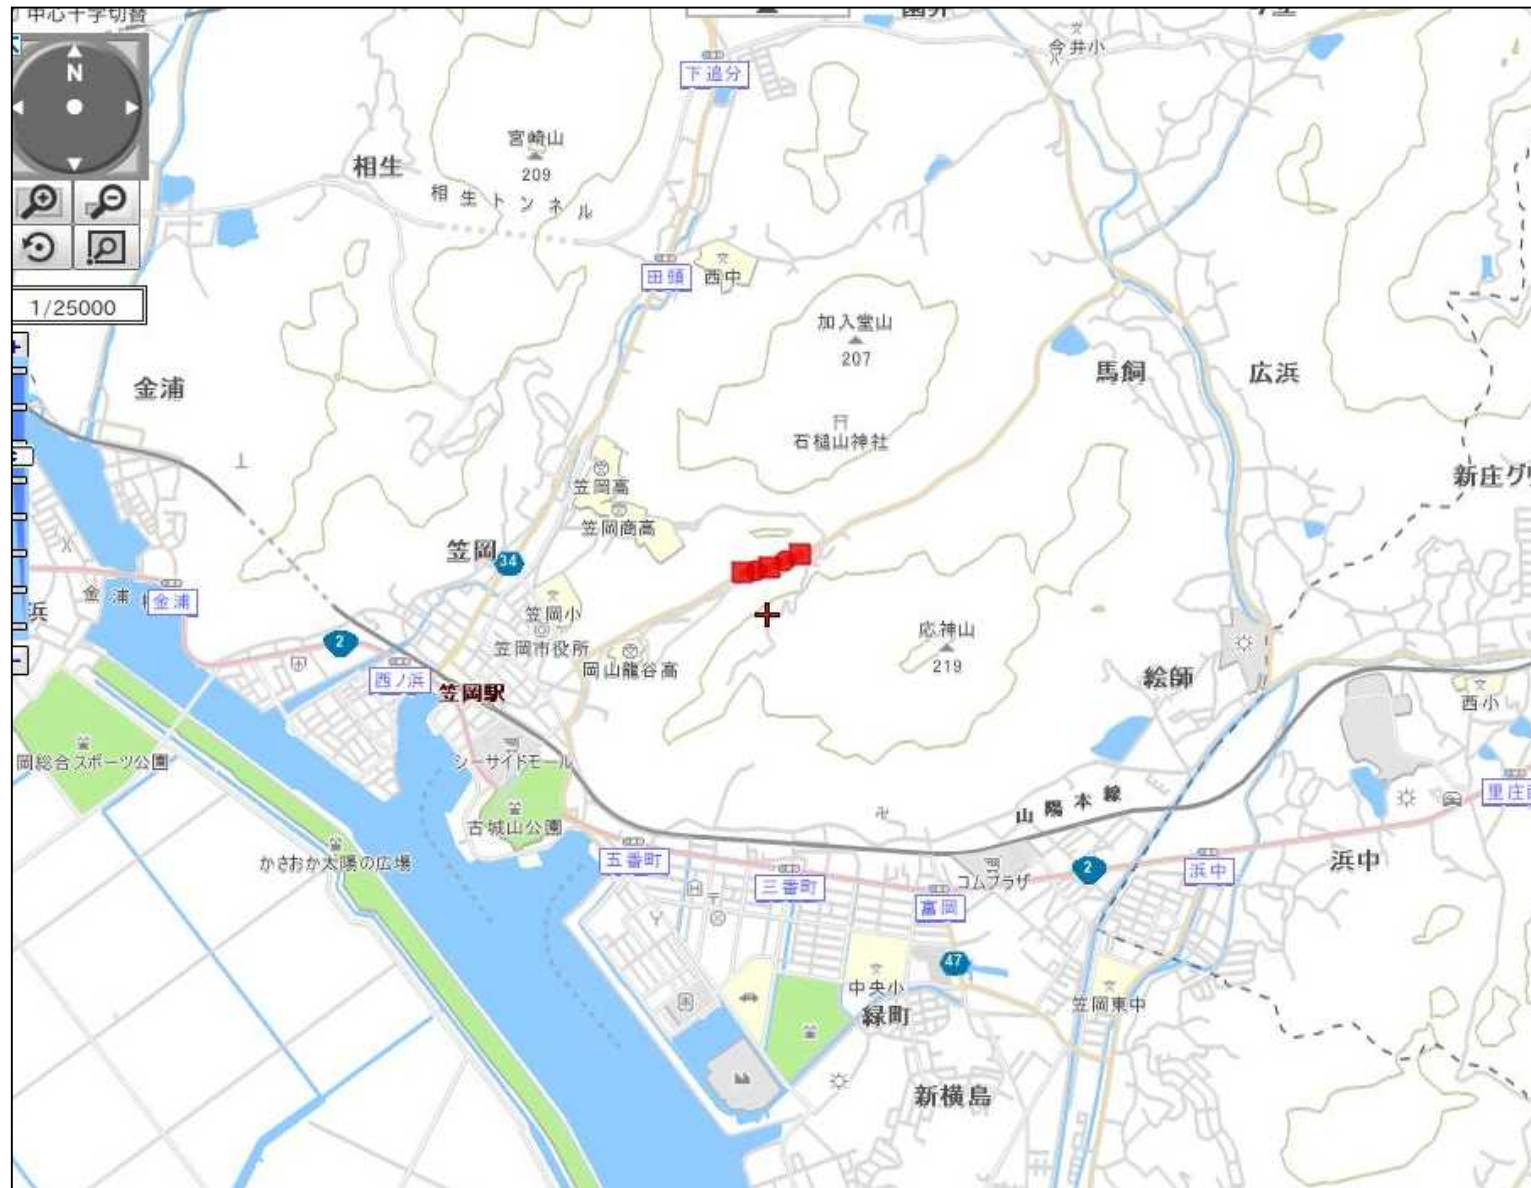 中心十字切替
N
1/25000
下追分
今井小
宮崎山
209
相生
相生トンネル
田頭
西中
加入堂山
207
金浦
馬飼
広浜
石槌山神社
笠岡高
笠岡商高
笠岡
34
金浦
浜
2
笠岡小
笠岡市役所
岡山龍谷高
応神山
219
絵師
西ノ浜
笠岡駅
西小
岡総合スポーツ公園
シーサイドモール
古城山公園
山陽本線
かさおか太陽の広場
五番町
三番町
富岡
コムプラザ
2
浜中
浜中
47
中央小
緑町
笠岡東中
新横島